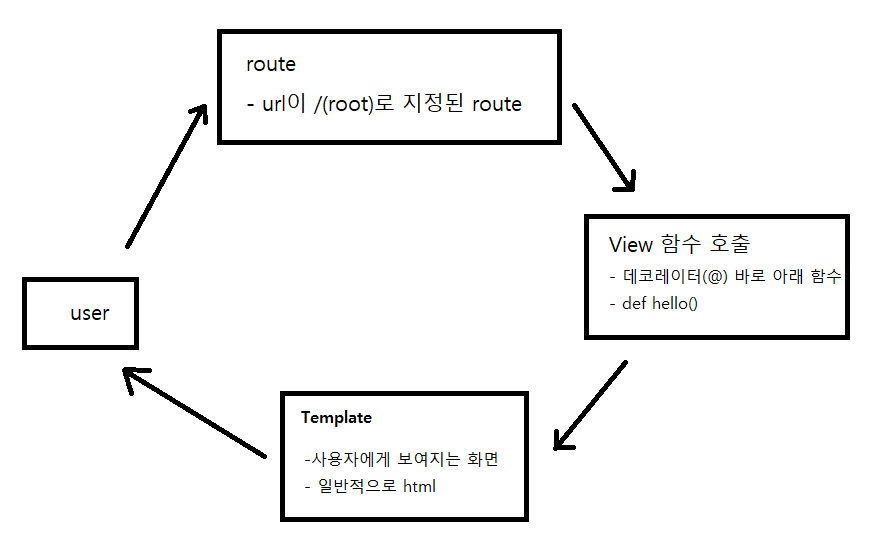 route
- url이 /(root)로 지정된 route
View 함수 호출
- 데코레이터(@) 바로 아래 함수
- def hello()
user
Template
-사용자에게 보여지는 화면
- 일반적으로 html